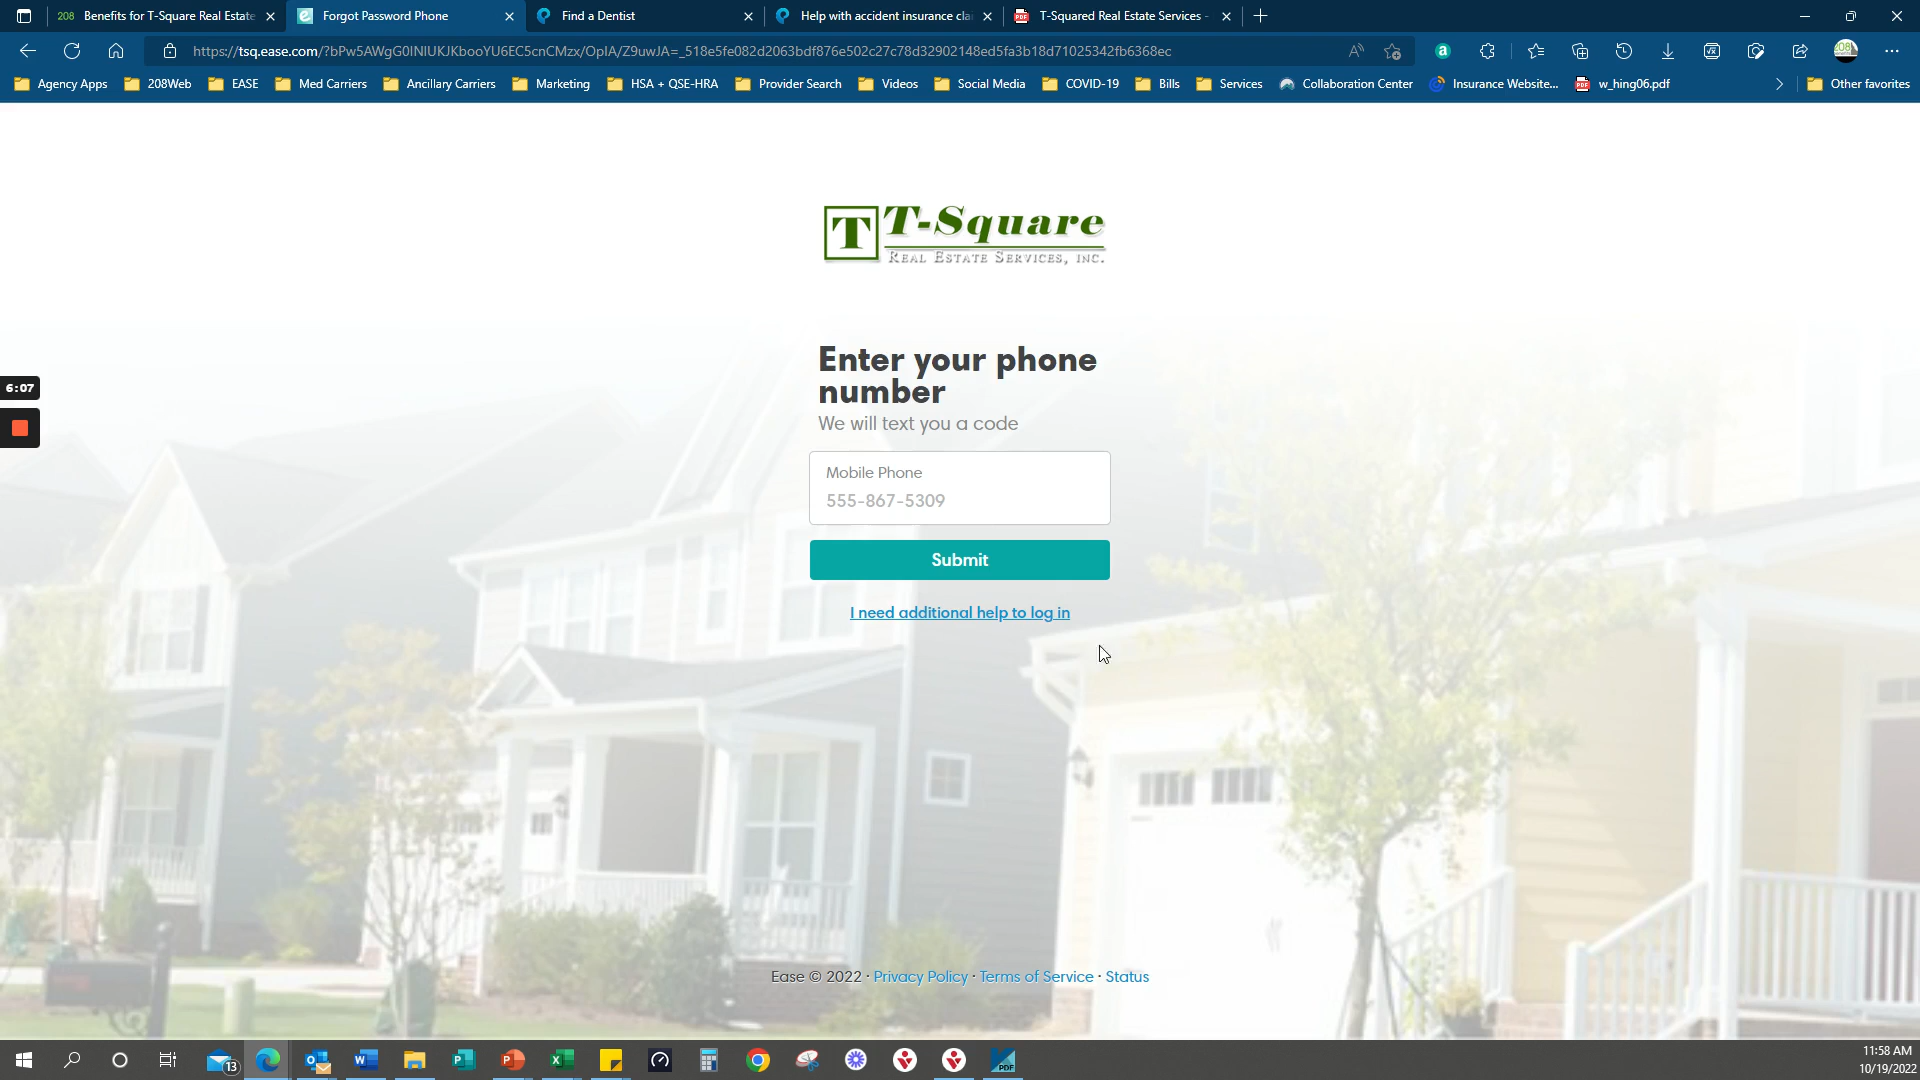 208 Benefits for T-Square Real Estate
Forgot Password Phone
Find a Dentist
Help with accident insurance clai
T-Squared Real Estate Services -
https://tsq.ease.com/?bPw5AWgG0INIUKJKbooYU6EC5cnCMzx/OpIA/Z9uwJA=_518e5fe082d2063bdf876e502c27c78d32902148ed5fa3b18d71025342fb6368ec
Agency Apps
208Web
EASE
Med Carriers
Ancillary Carriers
Marketing
HSA + QSE-HRA
Provider Search
Videos
Social Media
COVID-19
Bills
Services
Collaboration Center
Insurance Website...
w_hing06.pdf
Other favorites
T T-Square
Real Estate Services, Inc.
Enter your phone
number
We will text you a code
6:07
Mobile Phone
555-867-5309
Submit
I need additional help to log in
Ease © 2022 · Privacy Policy · Terms of Service · Status
13
11:58 AM
10/19/2022